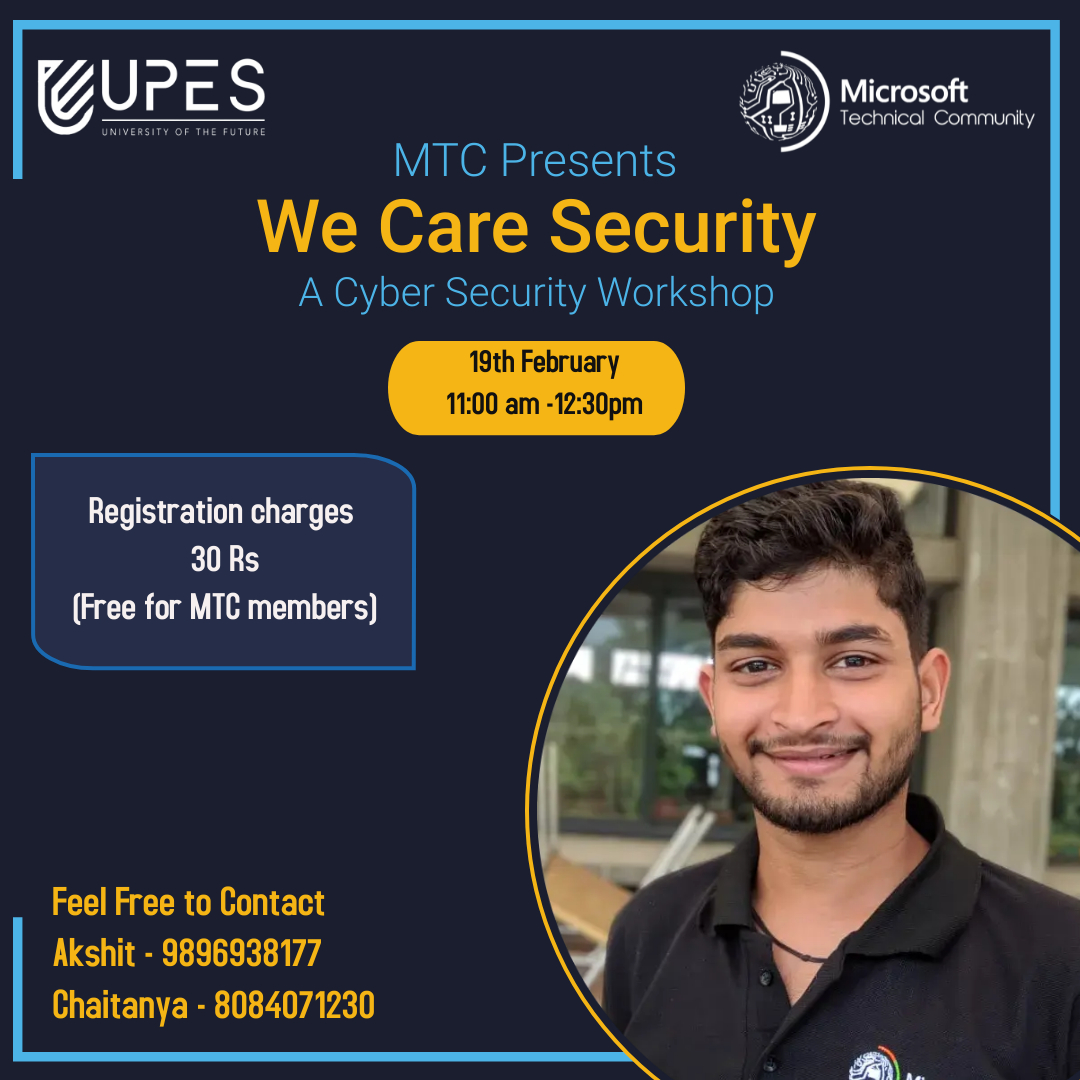 UPES
UNIVERSITY OF THE FUTURE
Microsoft
Technical Community
MTC Presents
We Care Security
A Cyber Security Workshop
19th February
11:00 am -12:30pm
Registration charges
30 Rs
(Free for MTC members)
Feel Free to Contact
Akshit - 9896938177
Chaitanya - 8084071230